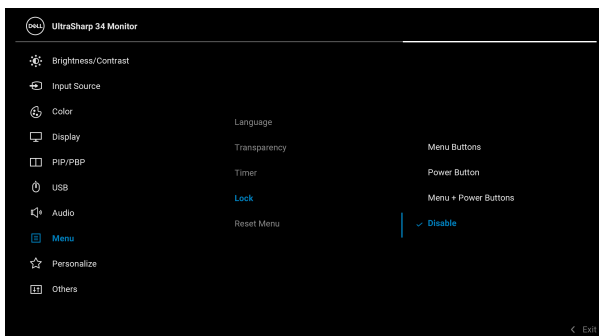 DELL UltraSharp 34 Monitor
Brightness/Contrast
Input Source
Color
Display
PIP/PBP
USB
Audio
Menu
Personalize
Others
Language
Transparency
Timer
Lock
Reset Menu
Menu Buttons
Power Button
Menu + Power Buttons
Disable
Exit